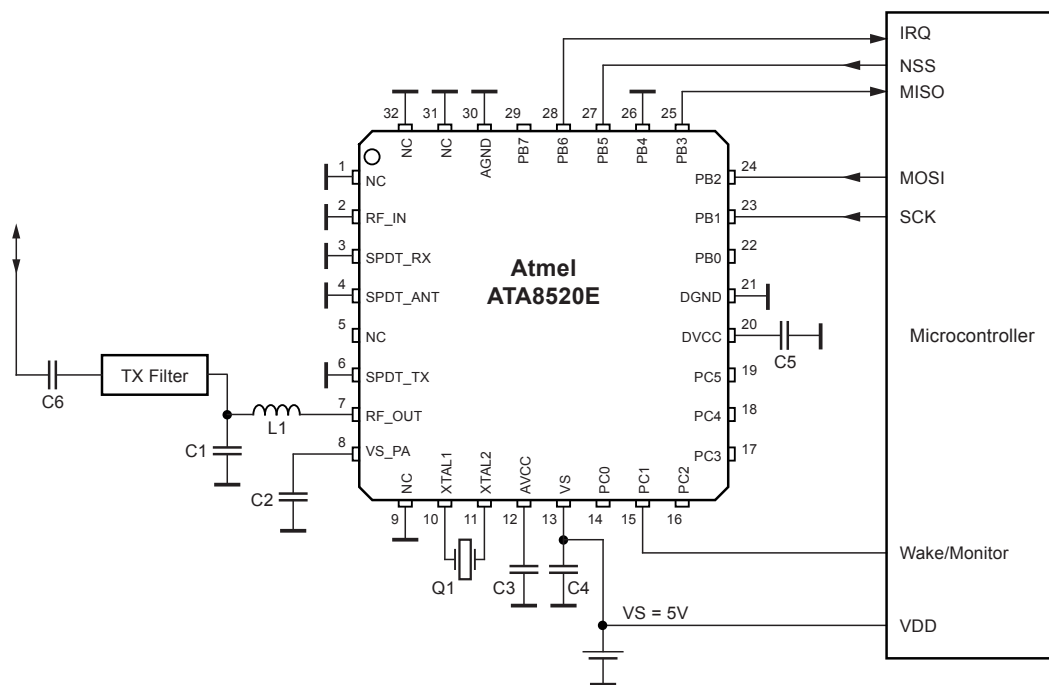 IRQ
NSS
MISO
32 31 30 29 28 27 26 25
NC NC AGND PB7 PB6 PB5 PB4 PB3
1 NC
PB2 24 MOSI
2 RF_IN
PB1 23 SCK
3 SPDT_RX
PB0 22
Atmel
ATA8520E
4 SPDT_ANT
DGND 21
5 NC
DVCC 20
C5
Microcontroller
6 SPDT_TX
PC5 19
TX Filter
C6
7 RF_OUT
L1
PC4 18
C1
8 VS_PA
PC3 17
C2
NC XTAL1 XTAL2 AVCC VS PC0 PC1 PC2
9 10 11 12 13 14 15 16
Q1
C3
C4
Wake/Monitor
VS = 5V
VDD